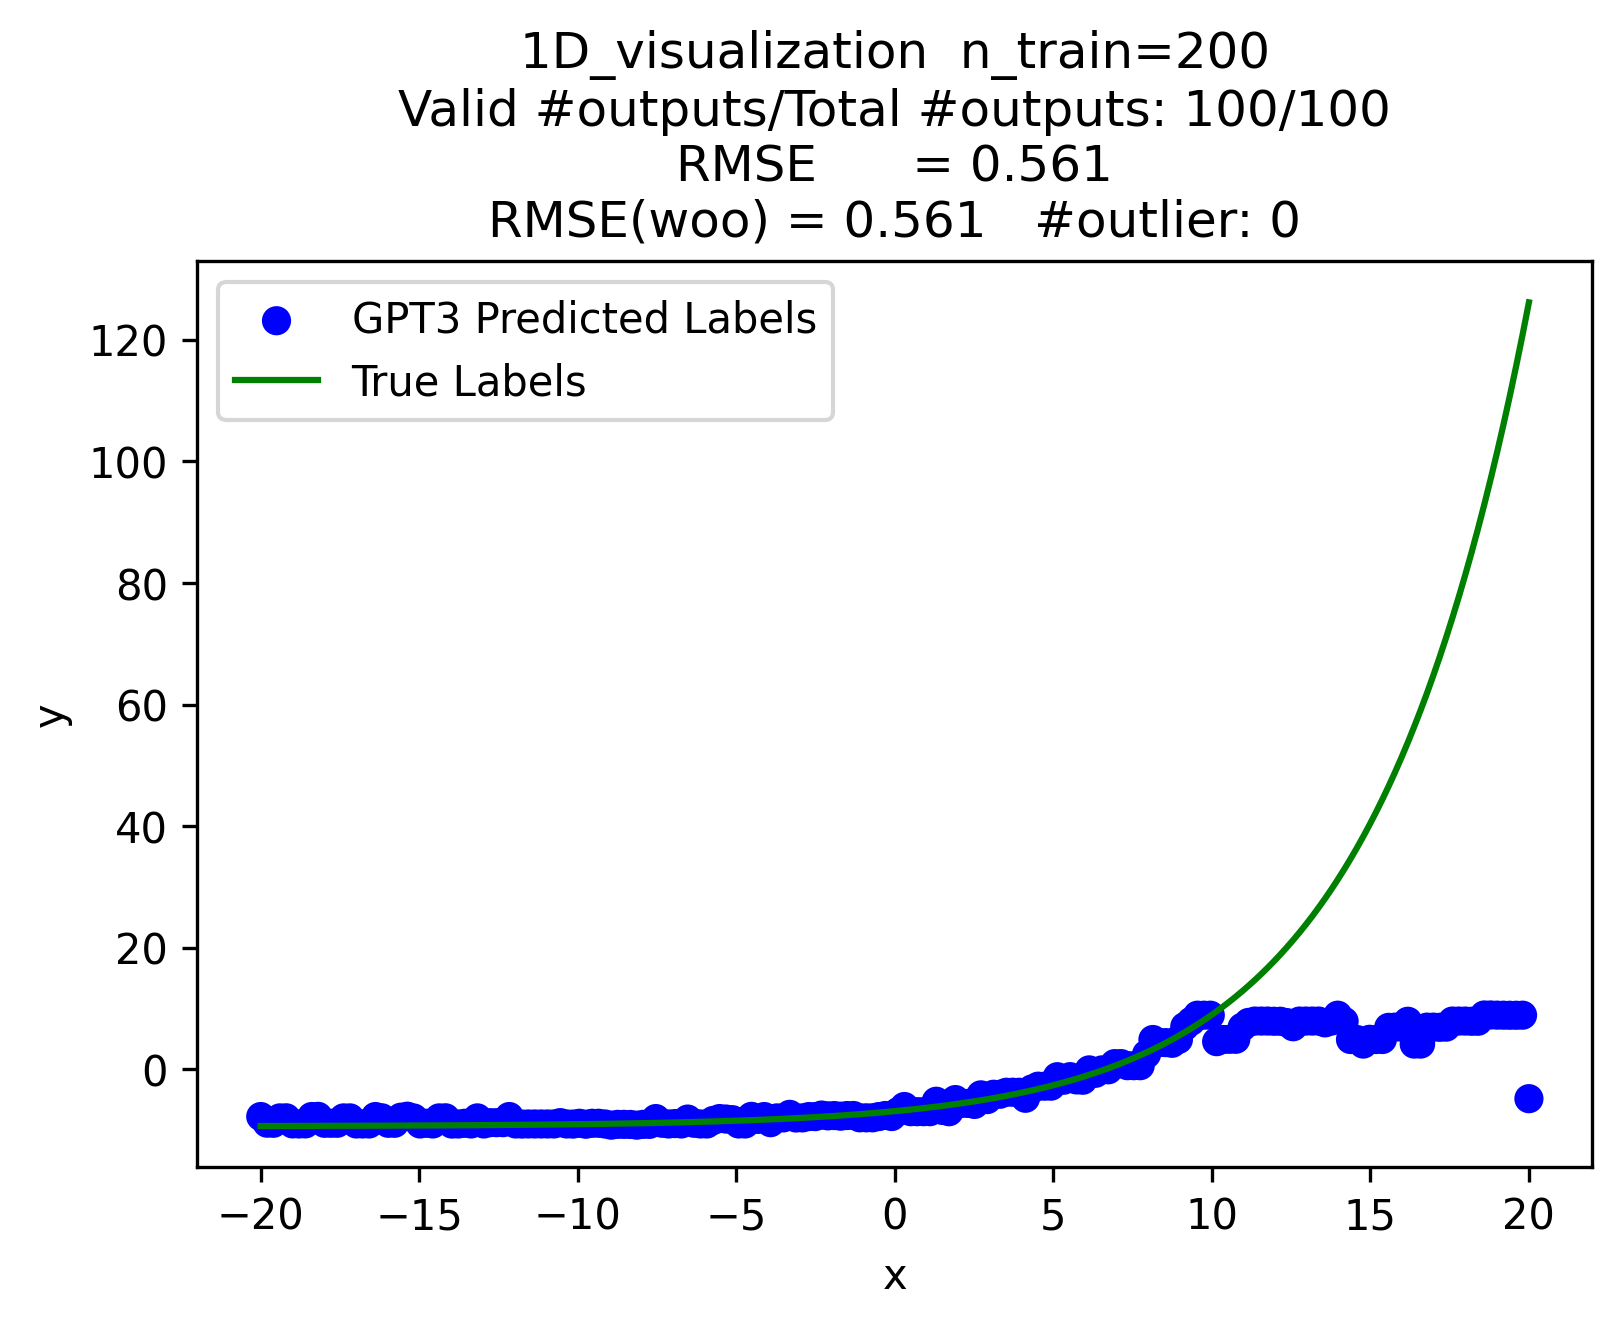 1D_visualization  n_train=200
Valid #outputs/Total #outputs: 100/100
RMSE      = 0.561
RMSE(woo) = 0.561   #outlier: 0
GPT3 Predicted Labels
True Labels
120
100
80
60
40
20
0
y
−20 −15 −10 −5 0 5 10 15 20
x